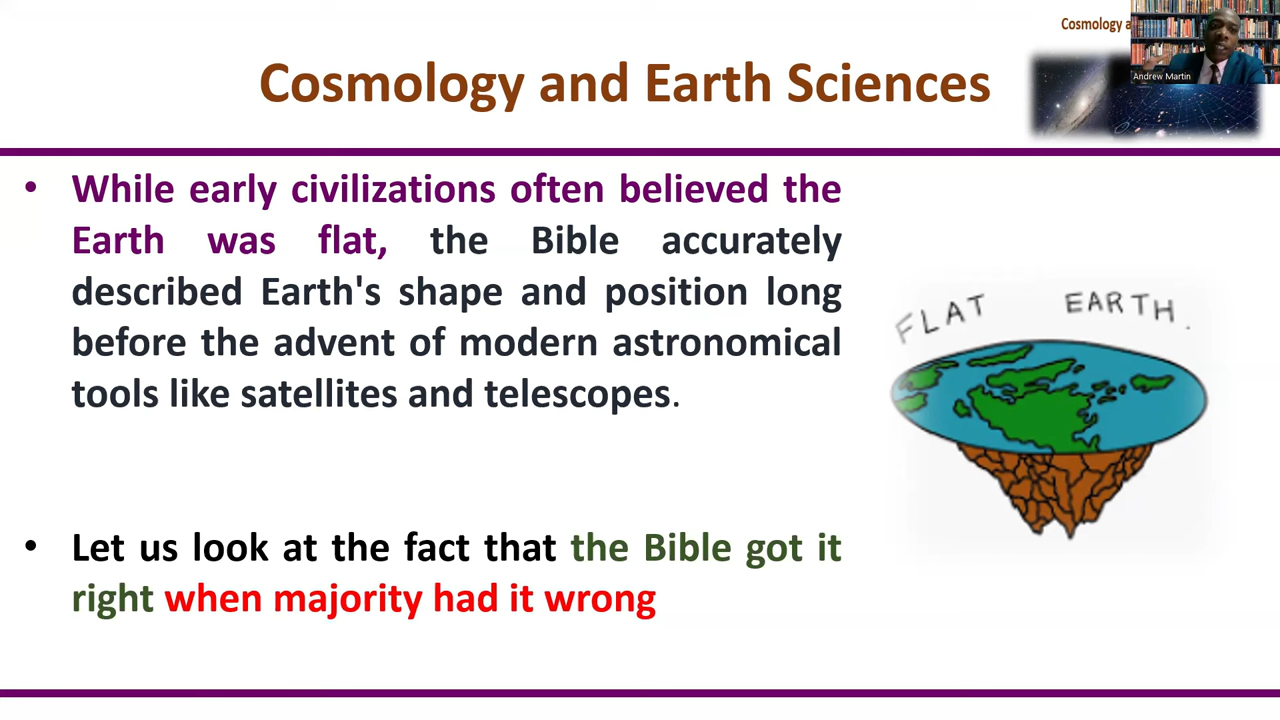 Cosmology a
Andrew Martin
Cosmology and Earth Sciences
• While early civilizations often believed the
Earth was flat, the Bible accurately
described Earth's shape and position long
before the advent of modern astronomical
tools like satellites and telescopes.
FLAT EARTH.
• Let us look at the fact that the Bible got it
right when majority had it wrong